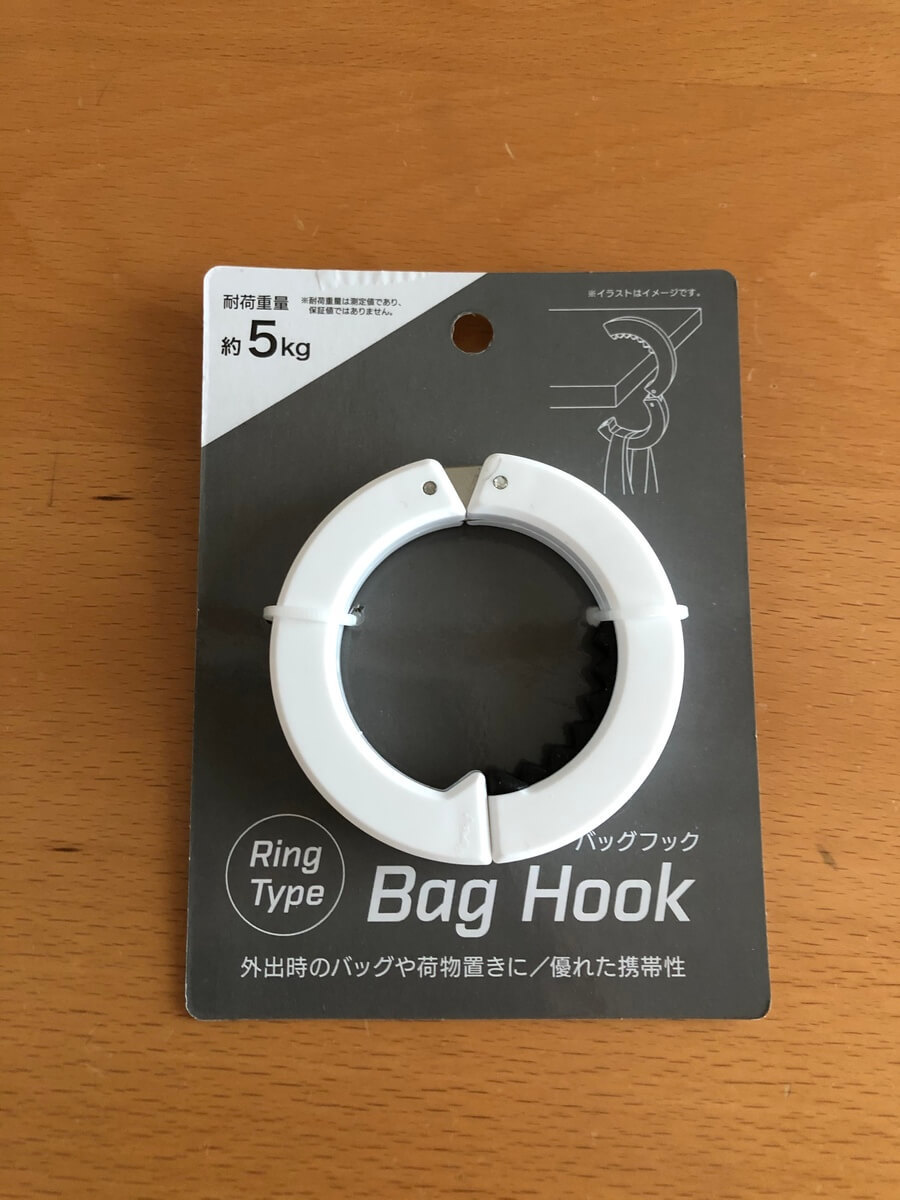 耐荷重量
※耐荷重量は測定値であり、
保証値ではありません。
約5kg
※イラストはイメージです。
バッグフック
Ring
Type
Bag Hook
外出時のバッグや荷物置きに/優れた携帯性